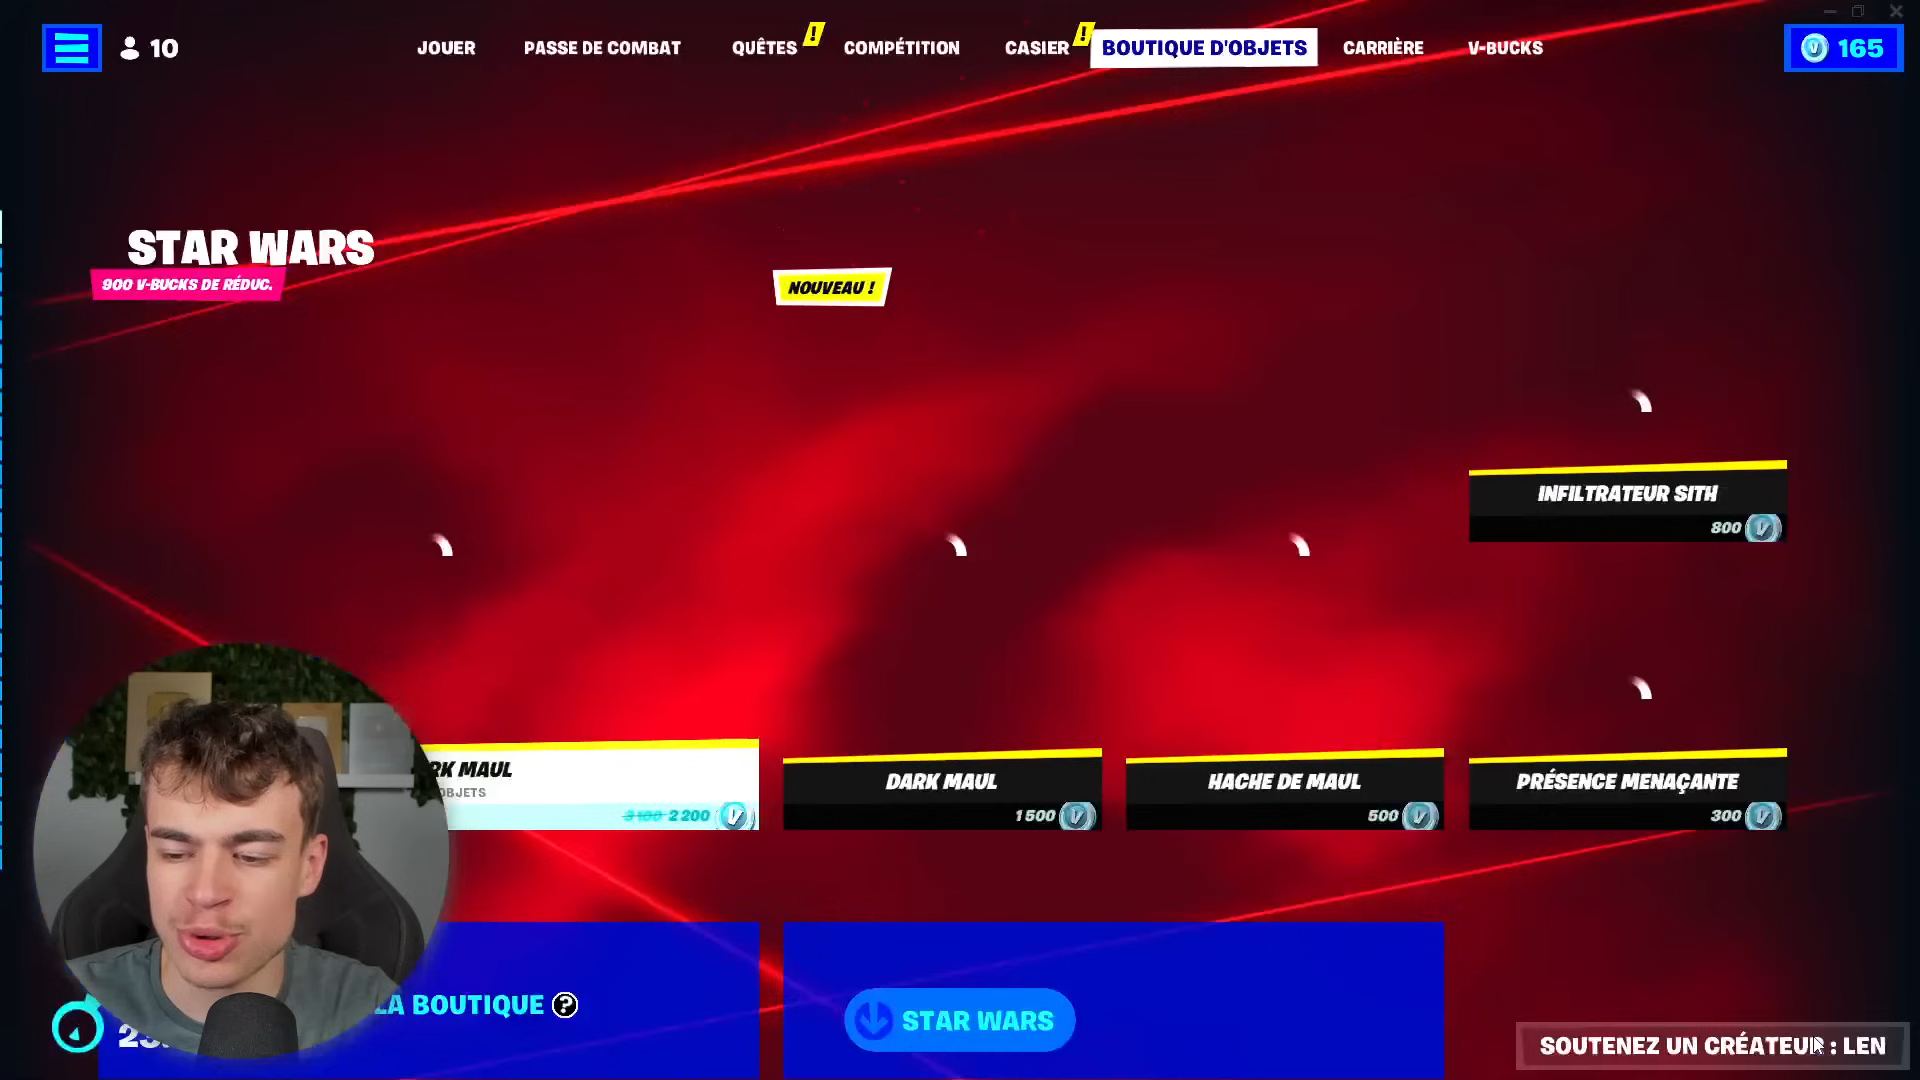 10
JOUER
PASSE DE COMBAT
QUÊTES
!
COMPÉTITION
CASIER
!
BOUTIQUE D'OBJETS
CARRIÈRE
V-BUCKS
165
STAR WARS
900 V-BUCKS DE RÉDUC.
NOUVEAU !
INFILTRATEUR SITH
800
RK MAUL
OBJETS
3 100 2 200
DARK MAUL
1 500
HACHE DE MAUL
500
PRÉSENCE MENAÇANTE
300
LA BOUTIQUE ?
STAR WARS
SOUTENEZ UN CRÉATEUR : LEN